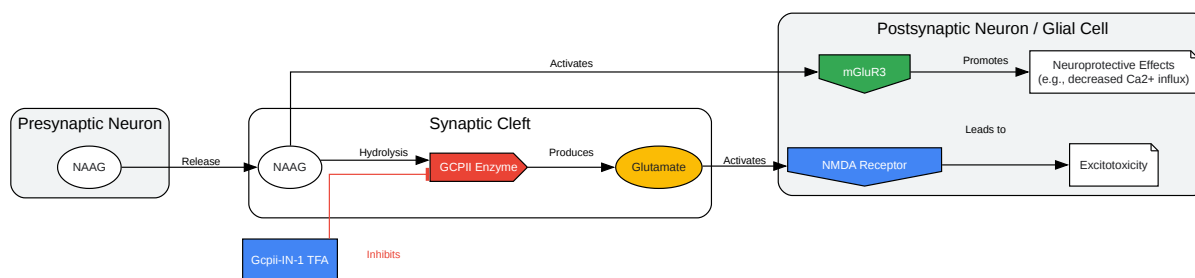 Postsynaptic Neuron / Glial Cell
Activates
mGluR3
Promotes
Neuroprotective Effects
(e.g., decreased Ca2+ influx)
Presynaptic Neuron
NAAG
Release
Synaptic Cleft
NAAG
Hydrolysis
GCPII Enzyme
Produces
Glutamate
Activates
NMDA Receptor
Leads to
Excitotoxicity
Gcpii-IN-1 TFA
Inhibits